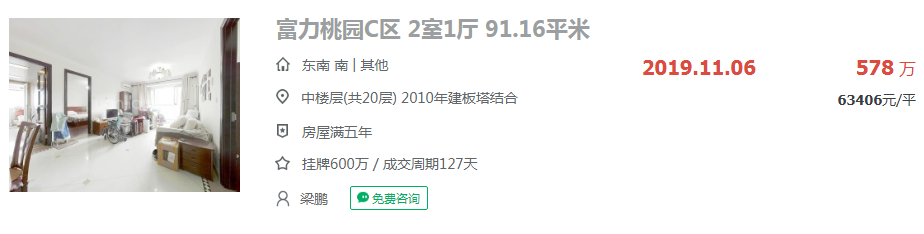 富力桃园C区 2室1厅 91.16平米
东南 南 | 其他
2019.11.06
578 万
中楼层(共20层) 2010年建板塔结合
63406元/平
房屋满五年
挂牌600万 / 成交周期127天
梁鹏
免费咨询